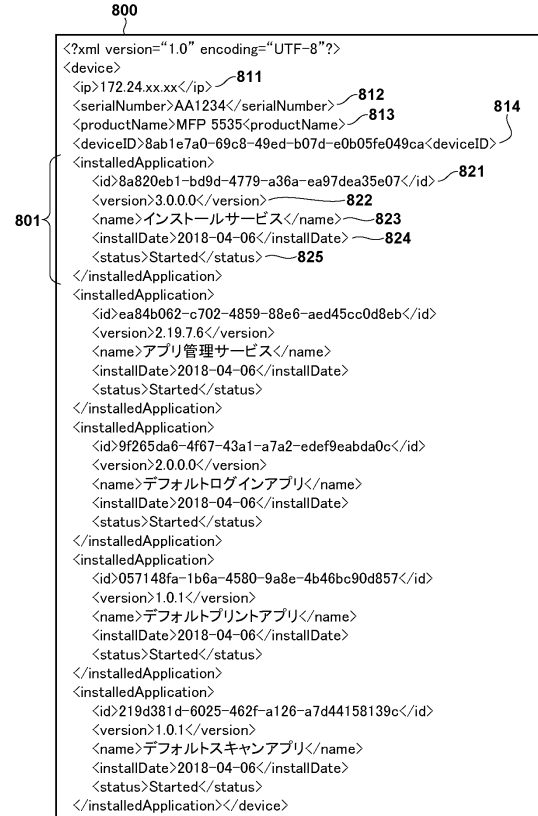 800
<?xml version=“1.0” encoding=“UTF-8”?>
<device>
<ip>172.24.xx.xx</ip> 811
<serialNumber>AA1234</serialNumber> 812
<productName>MFP 5535<productName> 813
814
<deviceID>8ab1e7a0-69c8-49ed-b07d-e0b05fe049ca<deviceID>
<installedApplication>
<id>8a820eb1-bd9d-4779-a36a-ea97dea35e07</id> 821
<version>3.0.0.0</version> 822
801 <name>インストールサービス</name> 823
<installDate>2018-04-06</installDate> 824
<status>Started</status> 825
</installedApplication>
<installedApplication>
<id>ea84b062-c702-4859-88e6-aed45cc0d8eb</id>
<version>2.19.7.6</version>
<name>アプリ管理サービス</name>
<installDate>2018-04-06</installDate>
<status>Started</status>
</installedApplication>
<installedApplication>
<id>9f265da6-4f67-43a1-a7a2-edef9eabda0c</id>
<version>2.0.0.0</version>
<name>デフォルトログインアプリ</name>
<installDate>2018-04-06</installDate>
<status>Started</status>
</installedApplication>
<installedApplication>
<id>057148fa-1b6a-4580-9a8e-4b46bc90d857</id>
<version>1.0.1</version>
<name>デフォルトプリントアプリ</name>
<installDate>2018-04-06</installDate>
<status>Started</status>
</installedApplication>
<installedApplication>
<id>219d381d-6025-462f-a126-a7d44158139c</id>
<version>1.0.1</version>
<name>デフォルトスキャンアプリ</name>
<installDate>2018-04-06</installDate>
<status>Started</status>
</installedApplication></device>